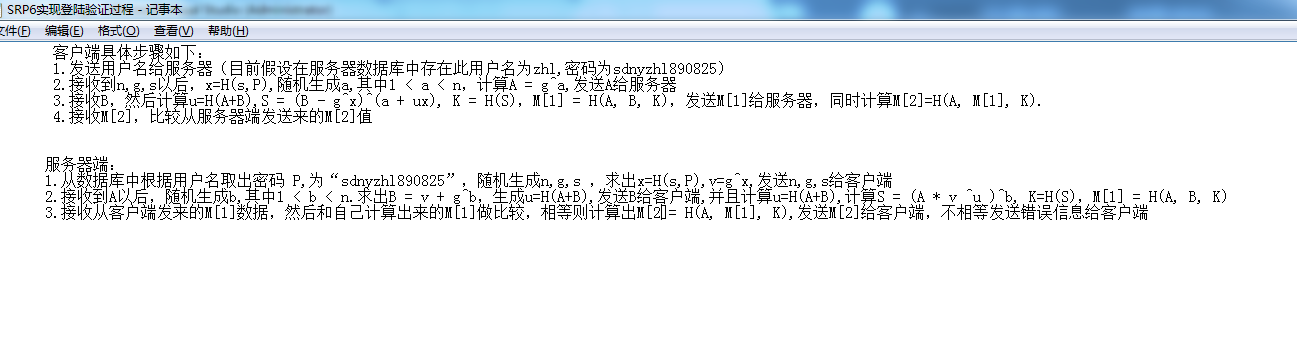 SRP6实现登陆验证过程 - 记事本
文件(F) 编辑(E) 格式(O) 查看(V) 帮助(H)
客户端具体步骤如下：
1.发送用户名给服务器（目前假设在服务器数据库中存在此用户名为zhl,密码为sdnyzhl890825）
2.接收到n,g,s以后，x=H(s,P),随机生成a,其中1 < a < n，计算A = g^a,发送A给服务器
3.接收B，然后计算u=H(A+B),S = (B - g^x)^(a + ux), K = H(S)，M[1] = H(A, B, K)，发送M[1]给服务器，同时计算M[2]=H(A, M[1], K).
4.接收M[2]，比较从服务器端发送来的M[2]值
服务器端：
1.从数据库中根据用户名取出密码 P,为“sdnyzhl890825”，随机生成n,g,s ，求出x=H(s,P),v=g^x,发送n,g,s给客户端
2.接收到A以后，随机生成b,其中1 < b < n.求出B = v + g^b，生成u=H(A+B),发送B给客户端,并且计算u=H(A+B),计算S = (A * v ^u )^b, K=H(S)，M[1] = H(A, B, K)
3.接收从客户端发来的M[1]数据，然后和自己计算出来的M[1]做比较，相等则计算出M[2]= H(A, M[1], K),发送M[2]给客户端，不相等发送错误信息给客户端